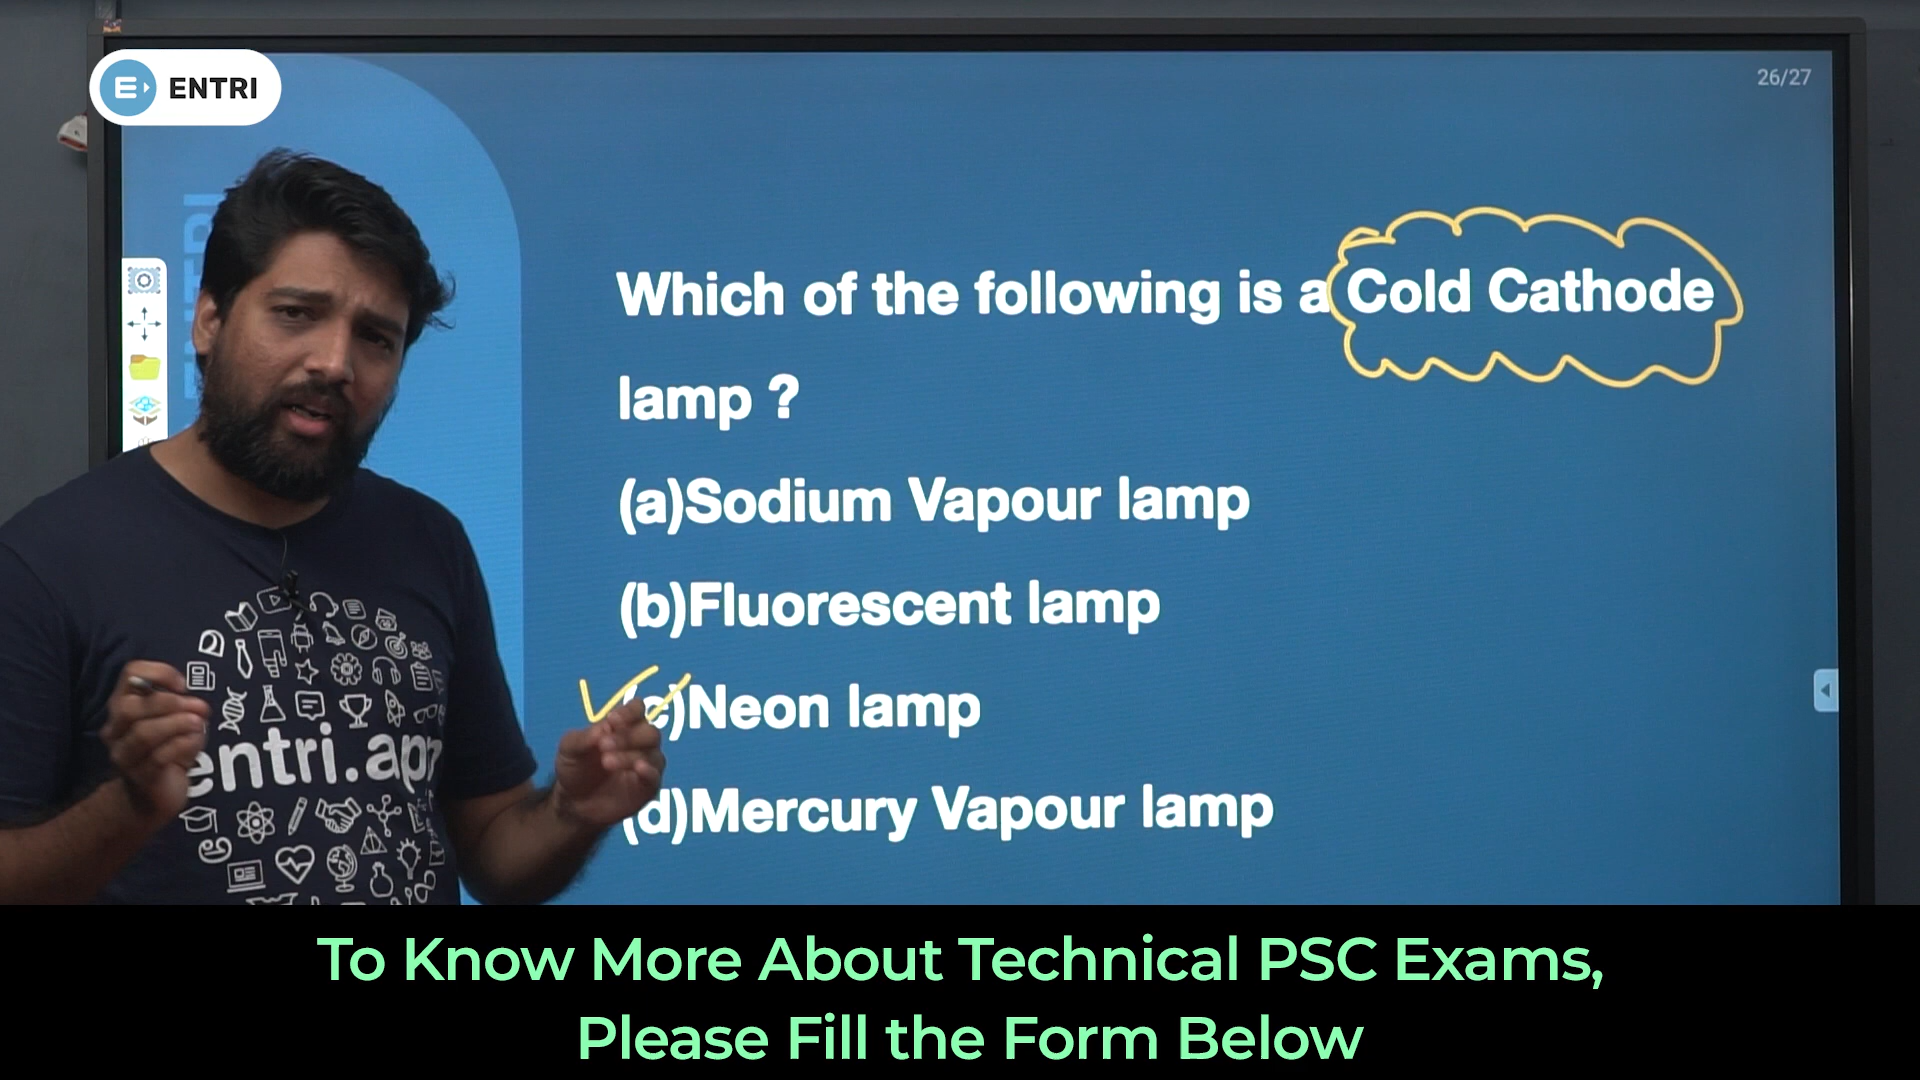 ENTRI
26/27
Which of the following is a Cold Cathode
lamp ?
(a)Sodium Vapour lamp
(b)Fluorescent lamp
(c)Neon lamp
(d)Mercury Vapour lamp
entri.app
To Know More About Technical PSC Exams,
Please Fill the Form Below